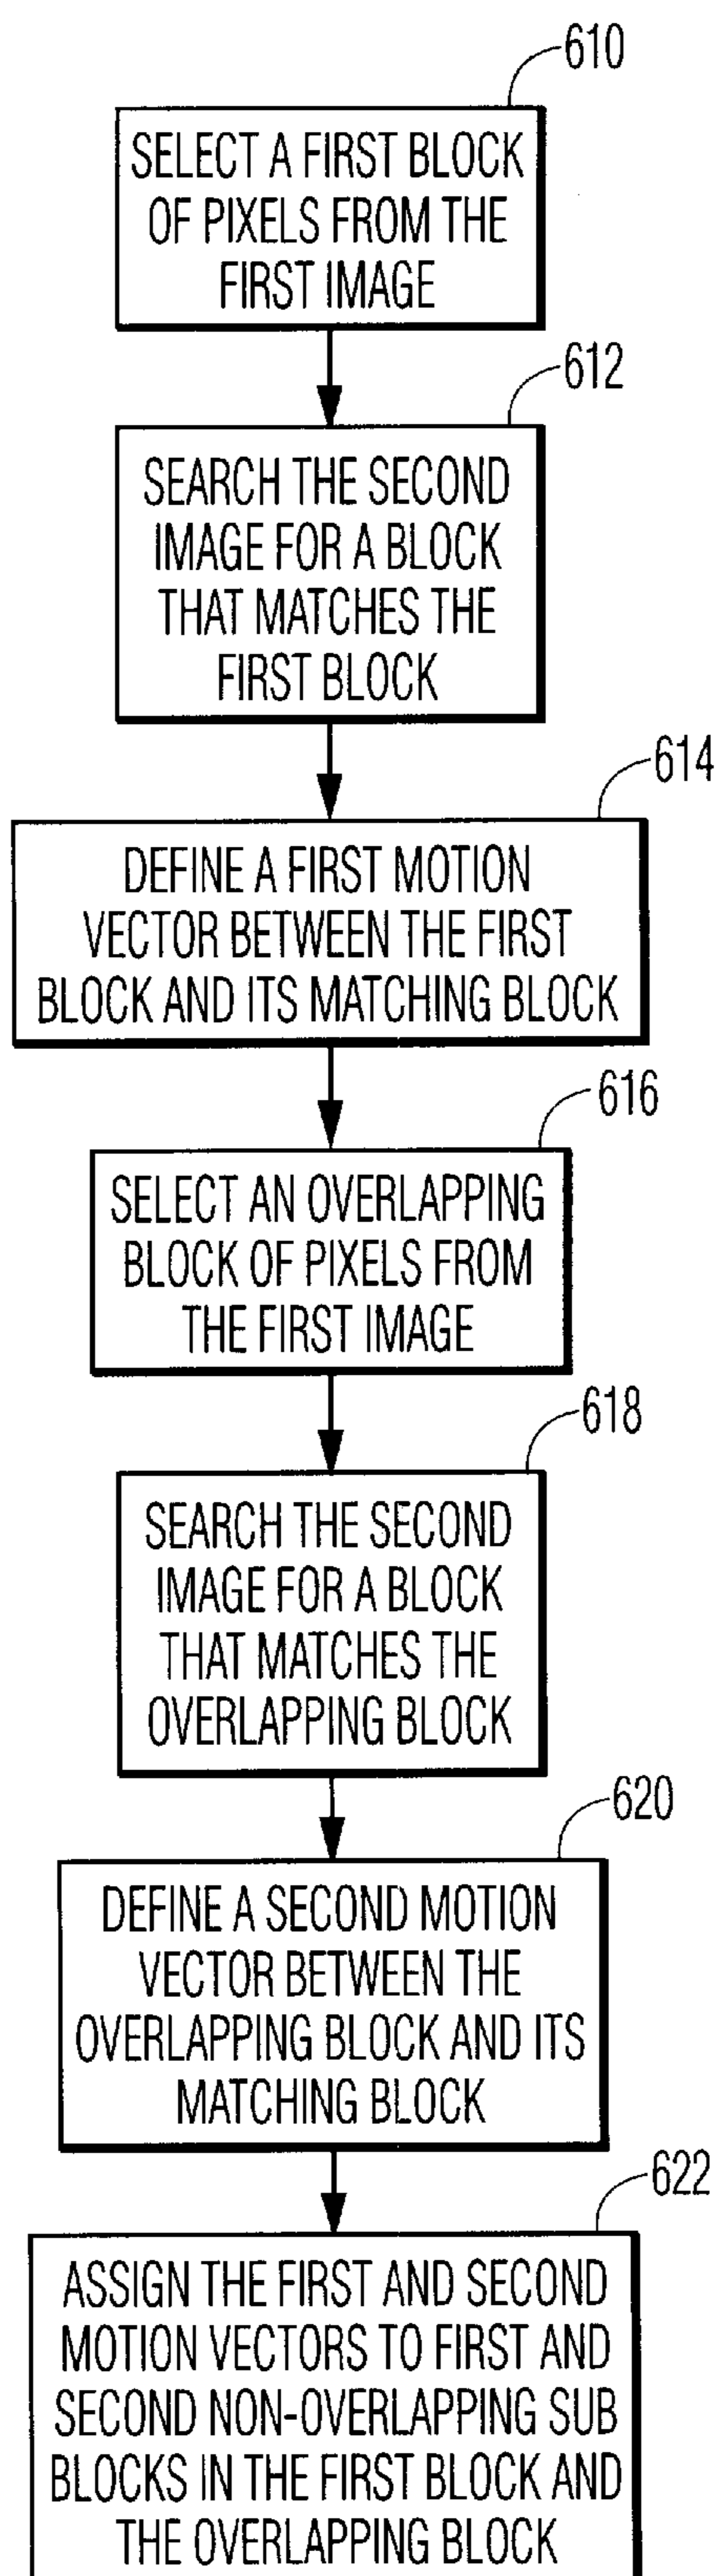 610
SELECT A FIRST BLOCK
OF PIXELS FROM THE
FIRST IMAGE
612
SEARCH THE SECOND
IMAGE FOR A BLOCK
THAT MATCHES THE
FIRST BLOCK
614
DEFINE A FIRST MOTION
VECTOR BETWEEN THE FIRST
BLOCK AND ITS MATCHING BLOCK
616
SELECT AN OVERLAPPING
BLOCK OF PIXELS FROM
THE FIRST IMAGE
618
SEARCH THE SECOND
IMAGE FOR A BLOCK
THAT MATCHES THE
OVERLAPPING BLOCK
620
DEFINE A SECOND MOTION
VECTOR BETWEEN THE
OVERLAPPING BLOCK AND ITS
MATCHING BLOCK
622
ASSIGN THE FIRST AND SECOND
MOTION VECTORS TO FIRST AND
SECOND NON-OVERLAPPING SUB
BLOCKS IN THE FIRST BLOCK AND
THE OVERLAPPING BLOCK